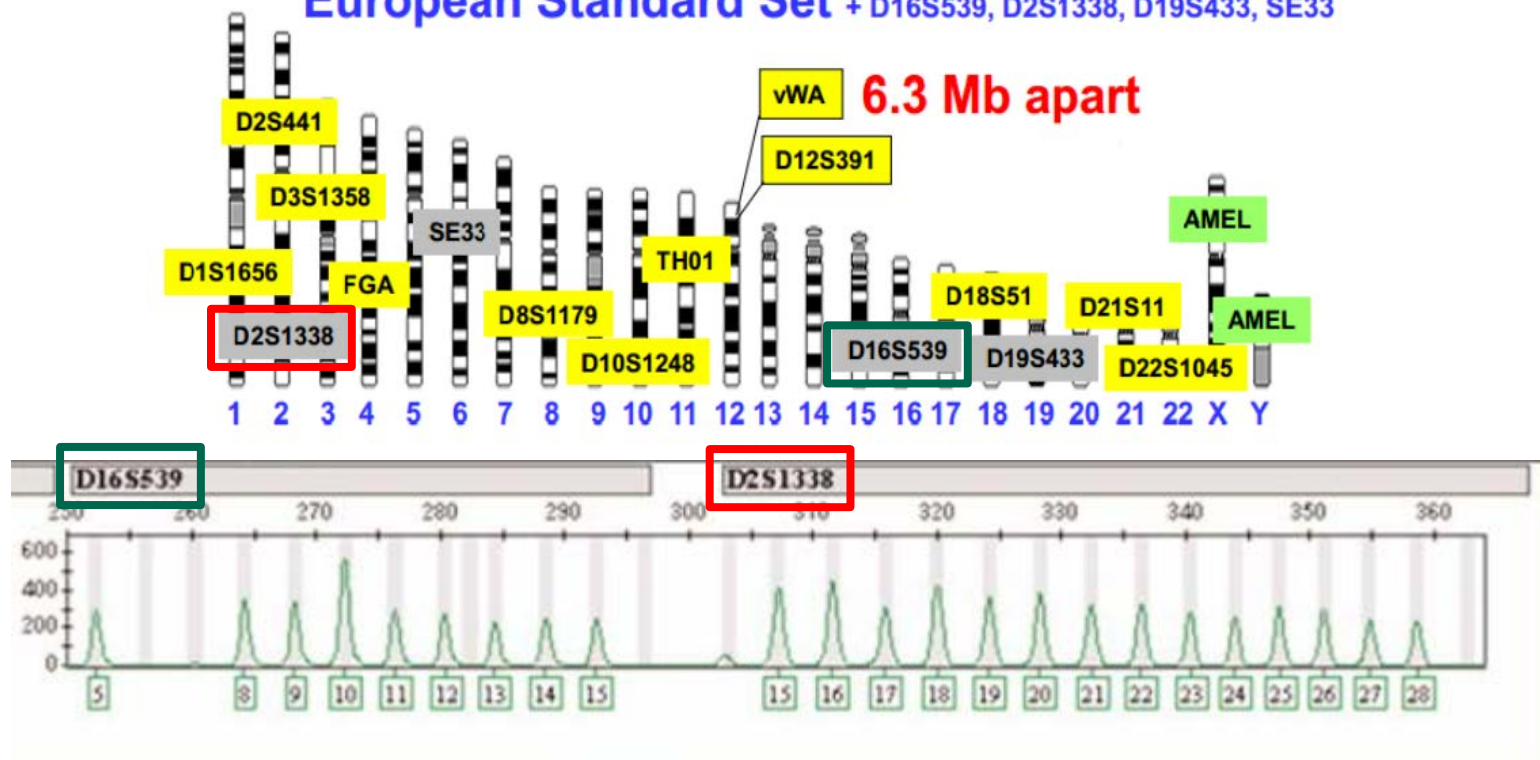 European Standard Set + D16S539, D2S1338, D19S433, SE33
vWA 6.3 Mb apart
D2S441
D12S391
D3S1358
AMEL
SE33
TH01
D1S1656
FGA
D18S51
D21S11
D8S1179
AMEL
D2S1338
D16S539 D19S433
D10S1248
D22S1045
1 2 3 4 5 6 7 8 9 10 11 12 13 14 15 16 17 18 19 20 21 22 X Y
D16S539 D2S1338
250 260 270 280 290 300 310 320 330 340 350 360
600
400
200
0
5 8 9 10 11 12 13 14 15 15 16 17 18 19 20 21 22 23 24 25 26 27 28